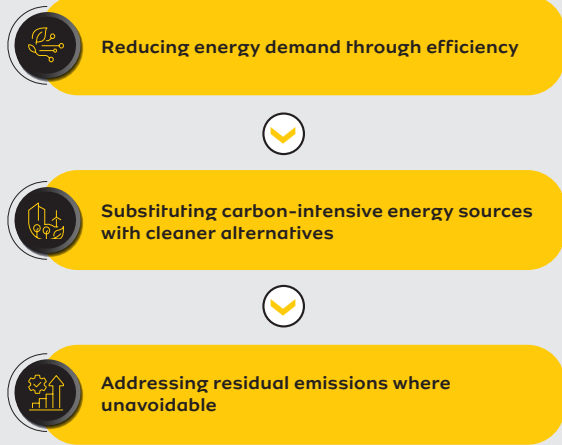 Reducing energy demand through efficiency
Substituting carbon-intensive energy sources
with cleaner alternatives
Addressing residual emissions where
unavoidable